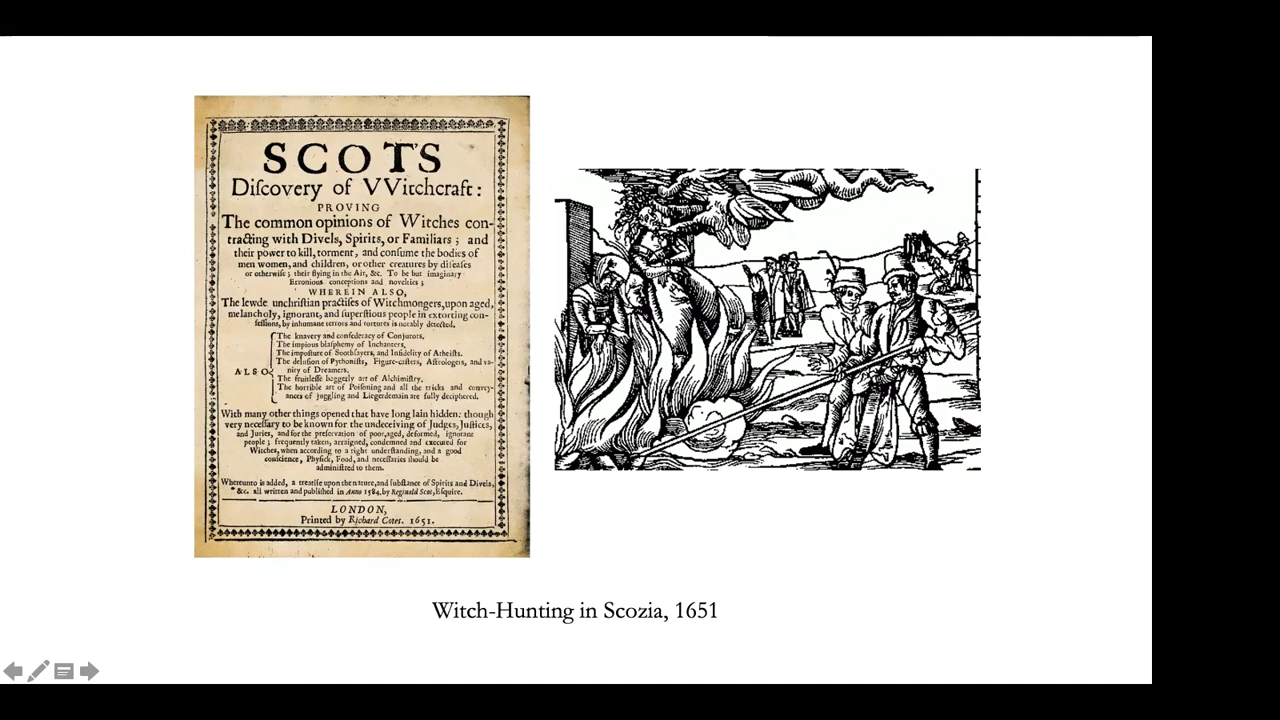 SCOTS
Diſcovery of VVitchcraft:
PROVING
The common opinions of Witches con-
tracting with Divels, Spirits, or Familiars; and
their power to kill, torment, and conſume the bodies of
men women, and children, or other creatures by diſeaſes
or otherwiſe; their flying in the Air, &c. To be but imaginary
Erronious conceptions and novelties;
WHEREIN ALSO,
The lewde unchriſtian practiſes of Witchmongers, upon aged,
melancholy, ignorant, and ſuperſtious people in extorting con-
feſſions, by inhumane terrors and tortures is notably detected.
The knavery and confederacy of Conjurors.
The impious blaſphemy of Inchanters.
The impoſture of Soothſayers, and Infidelity of Atheiſts.
The deluſion of Pythoniſts, Figure-caſters, Aſtrologers, and va-
nity of Dreamers.
ALSO
The fruitleſſe beggerly art of Alchimiſtry.
The horrible art of Poiſoning and all the tricks and convey-
ances of juggling and Liegerdemain are fully deciphered.
With many other things opened that have long lain hidden: though
very neceſſary to be known for the undeceiving of Judges, Juſtices,
and Juries, and for the preſervation of poor, aged, deformed, ignorant
people; frequently taken, arraigned, condemned and executed for
Witches, when according to a right underſtanding, and a good
conſcience, Phyſick, Food, and neceſſaries ſhould be
adminiſtred to them.
Whereunto is added, a treatiſe upon the nature, and ſubſtance of Spirits and Divels,
&c. all written and publiſhed in Anno 1584. by Reginald Scot, Eſquire.
LONDON,
Printed by Richard Cotes. 1651.
Witch-Hunting in Scozia, 1651